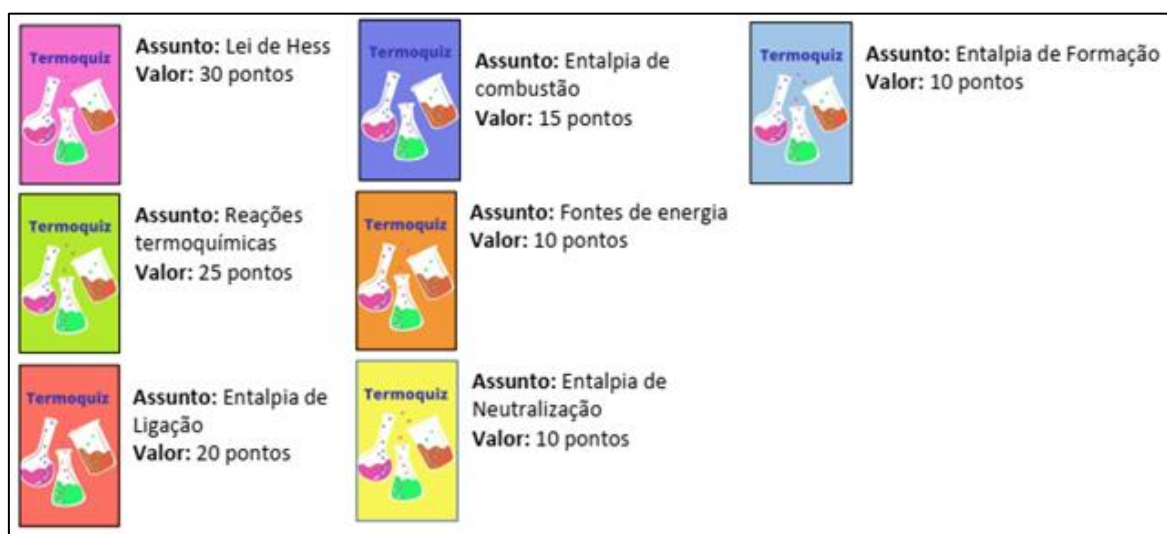 Termoquiz
Assunto: Lei de Hess
Valor: 30 pontos
Termoquiz
Assunto: Entalpia de
combustão
Valor: 15 pontos
Termoquiz
Assunto: Entalpia de Formação
Valor: 10 pontos
Termoquiz
Assunto: Reações
termoquímicas
Valor: 25 pontos
Termoquiz
Assunto: Fontes de energia
Valor: 10 pontos
Termoquiz
Assunto: Entalpia de
Ligação
Valor: 20 pontos
Termoquiz
Assunto: Entalpia de
Neutralização
Valor: 10 pontos